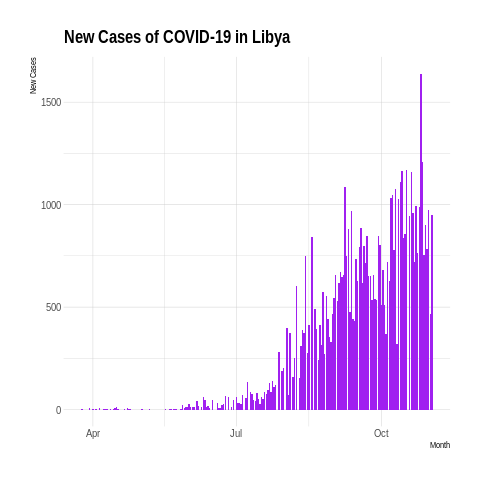 New Cases of COVID-19 in Libya
New Cases
1500
1000
500
0
Apr
Jul
Oct
Month